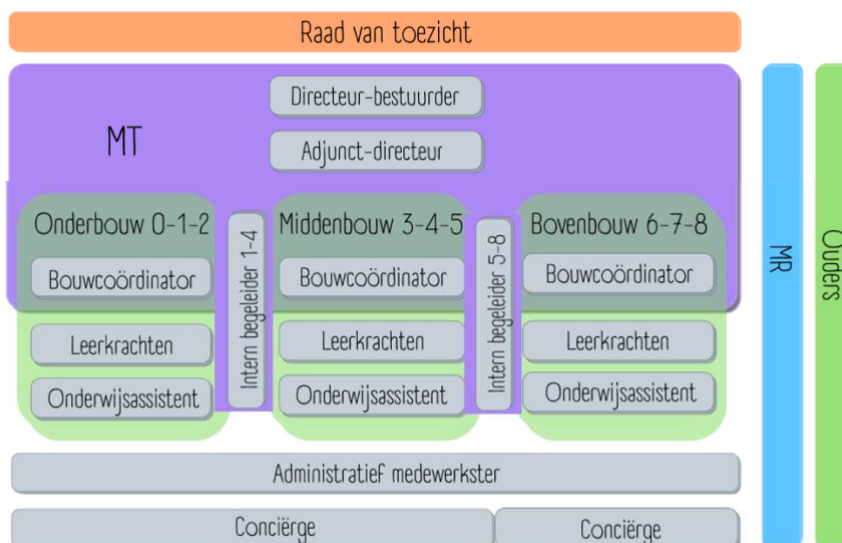 Raad van toezicht
MT
Directeur-bestuurder
Adjunct-directeur
Onderbouw 0-1-2
Bouwcoördinator
Leerkrachten
Onderwijsassistent
Intern begeleider 1-4
Middenbouw 3-4-5
Bouwcoördinator
Leerkrachten
Onderwijsassistent
Intern begeleider 5-8
Bovenbouw 6-7-8
Bouwcoördinator
Leerkrachten
Onderwijsassistent
Administratief medewerkster
Conciërge
Conciërge
MR
Ouders